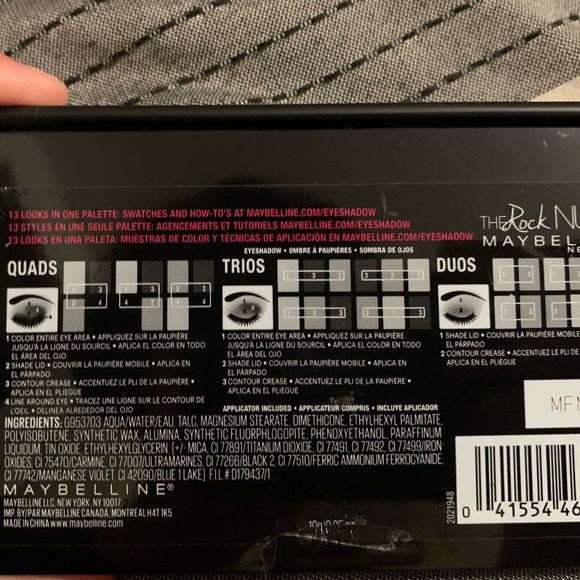 13 LOOKS IN ONE PALETTE: SWATCHES AND HOW-TO'S AT MAYBELLINE.COM/EYESHADOW
13 STYLES EN UNE SEULE PALETTE: AGENCEMENTS ET TUTORIELS MAYBELLINE.COM/EYESHADOW
13 LOOKS EN UNA PALETA: MUESTRAS DE COLOR Y TÉCNICAS DE APLICACIÓN EN MAYBELLINE.COM/EYESHADOW
THE Rock NU
MAYBELL
NE
EYESHADOW • OMBRE À PAUPIÈRES • SOMBRA DE OJOS
QUADS
1 COLOR ENTIRE EYE AREA • APPLIQUEZ SUR LA PAUPIÈRE
JUSQU'À LA LIGNE DU SOURCIL • APLICA EL COLOR EN TODO
EL ÁREA DEL OJO
2 SHADE LID • COUVRIR LA PAUPIÈRE MOBILE • APLICA EN
EL PÁRPADO
3 CONTOUR CREASE • ACCENTUEZ LE PLI DE LA PAUPIÈRE •
APLICA EN EL PLIEGUE
4 LINE AROUND EYE • TRACEZ UNE LIGNE SUR LE CONTOUR DE
L'OEIL • DELINEA ALREDEDOR DEL OJO
TRIOS
1 COLOR ENTIRE EYE AREA • APPLIQUEZ SUR LA PAUPIÈRE
JUSQU'À LA LIGNE DU SOURCIL • APLICA EL COLOR EN TODO
EL ÁREA DEL OJO
2 SHADE LID • COUVRIR LA PAUPIÈRE MOBILE • APLICA EN
EL PÁRPADO
3 CONTOUR CREASE • ACCENTUEZ LE PLI DE LA PAUPIÈRE •
APLICA EN EL PLIEGUE
DUOS
1 SHADE LID • COUVRIR LA PAUPIÈRE MOBILE •
EL PÁRPADO
2 CONTOUR CREASE • ACCENTUEZ LE PLI DE
APLICA EN EL PLIEGUE
APPLICATOR INCLUDED • APPLICATEUR COMPRIS • INCLUYE APLICADOR
INGREDIENTS: G953703 AQUA/WATER/EAU, TALC, MAGNESIUM STEARATE, DIMETHICONE, ETHYLHEXYL PALMITATE,
POLYISOBUTENE, SYNTHETIC WAX, ALUMINA, SYNTHETIC FLUORPHLOGOPITE, PHENOXYETHANOL, PARAFFINUM
LIQUIDUM, TIN OXIDE, ETHYLHEXYLGLYCERIN [+/- MICA, CI 77891/TITANIUM DIOXIDE, CI 77491, CI 77492, CI 77499/IRON
OXIDES, CI 75470/CARMINE, CI 77007/ULTRAMARINES, CI 77266/BLACK 2, CI 77510/FERRIC AMMONIUM FERROCYANIDE,
CI 77742/MANGANESE VIOLET, CI 42090/BLUE 1 LAKE] F.I.L # D179437/1
MAYBELLINE®
MAYBELLINE LLC NEW YORK, NY 10017
IMP. BY/PAR MAYBELLINE CANADA, MONTRÉAL H4T 1K5
MADE IN CHINA www.maybelline.com
2021948
0 41554 46